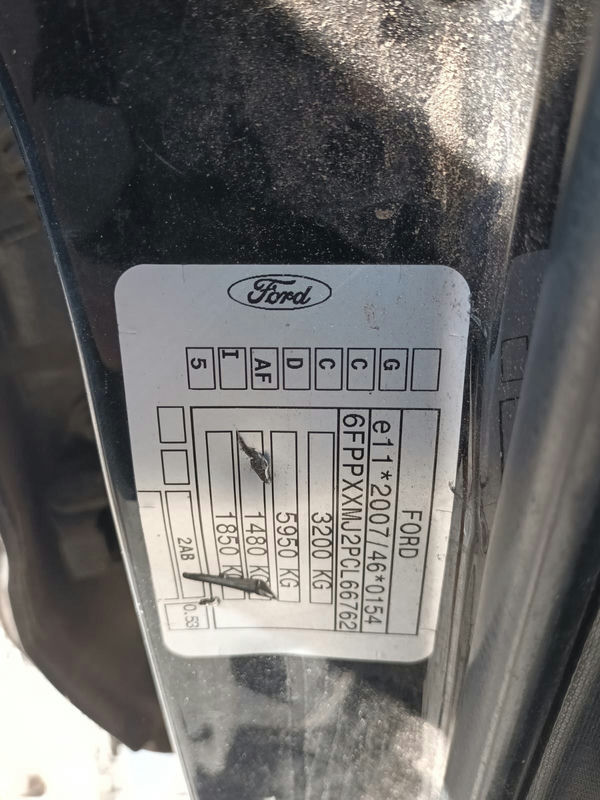 Ford
G
C
C
D
AF
I
5
FORD
e11*2007/46*0154
6FPPXXMJ2PCL66762
3200 KG
5950 KG
1480 KG
1850 KG
2AB
0.53